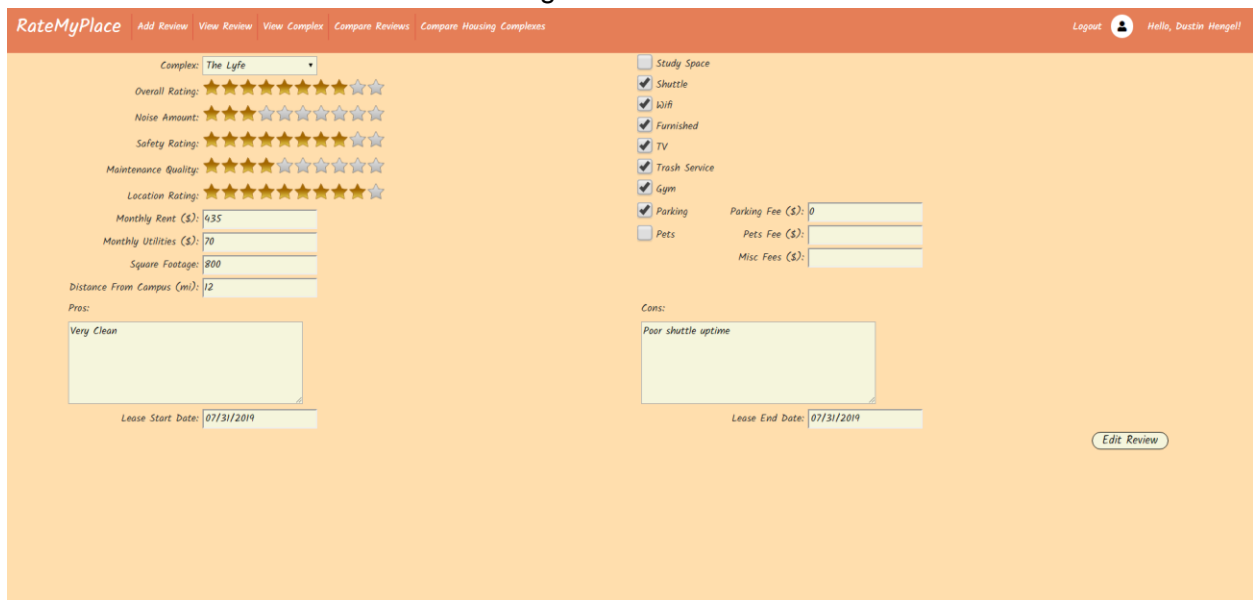 RateMyPlace Add Review View Review View Complex Compare Reviews Compare Housing Complexes Logout Hello, Dustin Hengel!!
Complex: The Lyfe
Overall Rating:
Noise Amount:
Safety Rating:
Maintenance Quality:
Location Rating:
Monthly Rent ($): 435
Monthly Utilities ($): 70
Square Footage: 800
Distance From Campus (mi): 12
Study Space
Shuttle
Wifi
Furnished
TV
Trash Service
Gym
Parking Parking Fee ($): 0
Pets Pets Fee ($):
Misc Fees ($):
Pros:
Very Clean
Cons:
Poor shuttle uptime
Lease Start Date: 07/31/2019
Lease End Date: 07/31/2019
Edit Review